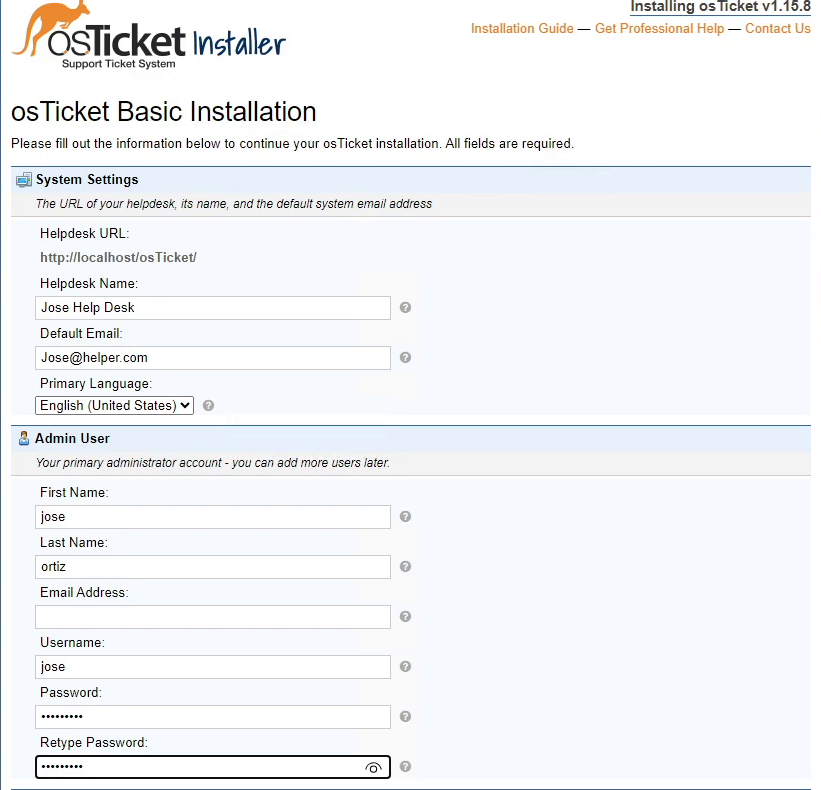 Installing osTicket v1.15.8
osTicket Installer
Support Ticket System
Installation Guide — Get Professional Help — Contact Us
osTicket Basic Installation
Please fill out the information below to continue your osTicket installation. All fields are required.
System Settings
The URL of your helpdesk, its name, and the default system email address
Helpdesk URL:
http://localhost/osTicket/
Helpdesk Name:
Jose Help Desk
Default Email:
Jose@helper.com
Primary Language:
English (United States)
Admin User
Your primary administrator account - you can add more users later.
First Name:
jose
Last Name:
ortiz
Email Address:
Username:
jose
Password:
•••••••••
Retype Password:
•••••••••